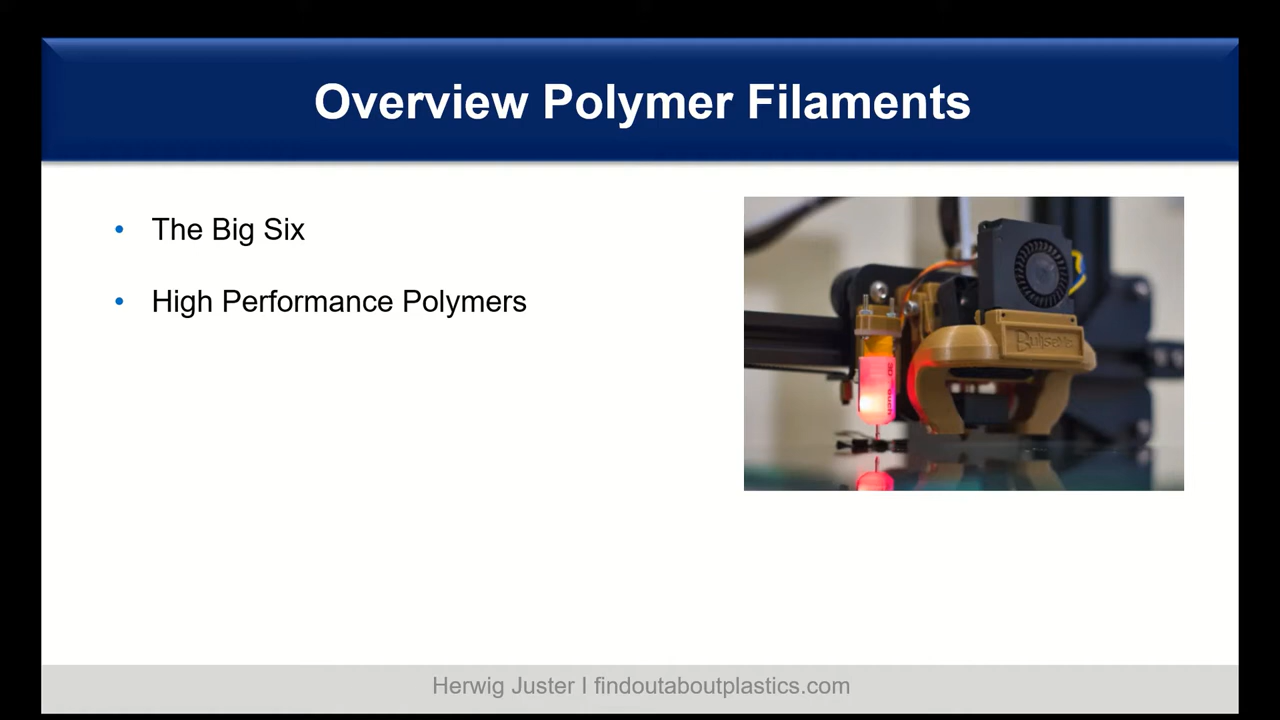 Overview Polymer Filaments
• The Big Six
• High Performance Polymers
Herwig Juster I findoutaboutplastics.com